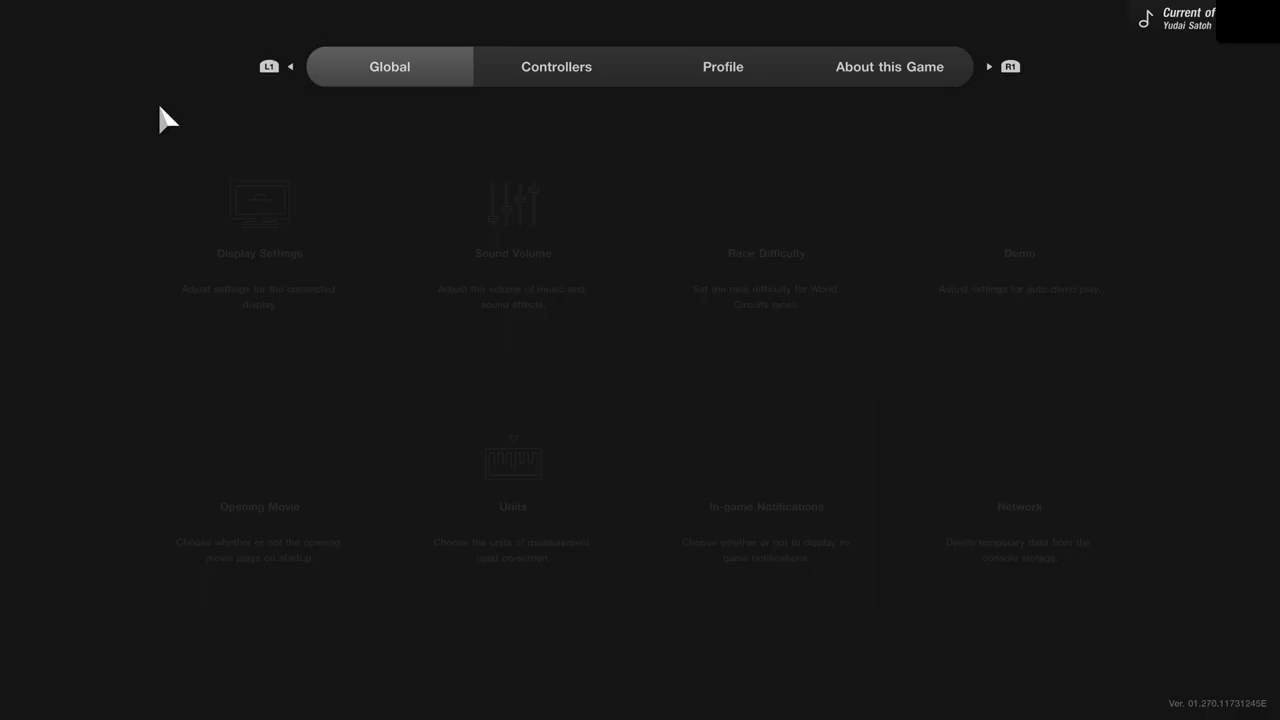 Current of
Yudai Satoh
L1 Global Controllers Profile About this Game R1
Display Settings
Adjust settings for the connected
display.
Sound Volume
Adjust the volume of music and
sound effects.
Race Difficulty
Set the race difficulty for World
Circuits races.
Demo
Adjust settings for auto-demo play.
Opening Movie
Choose whether or not the opening
movie plays on startup.
Units
Choose the units of measurement
used on-screen.
In-game Notifications
Choose whether or not to display in-
game notifications.
Network
Delete temporary data from the
console storage.
Ver. 01.270.11731245E